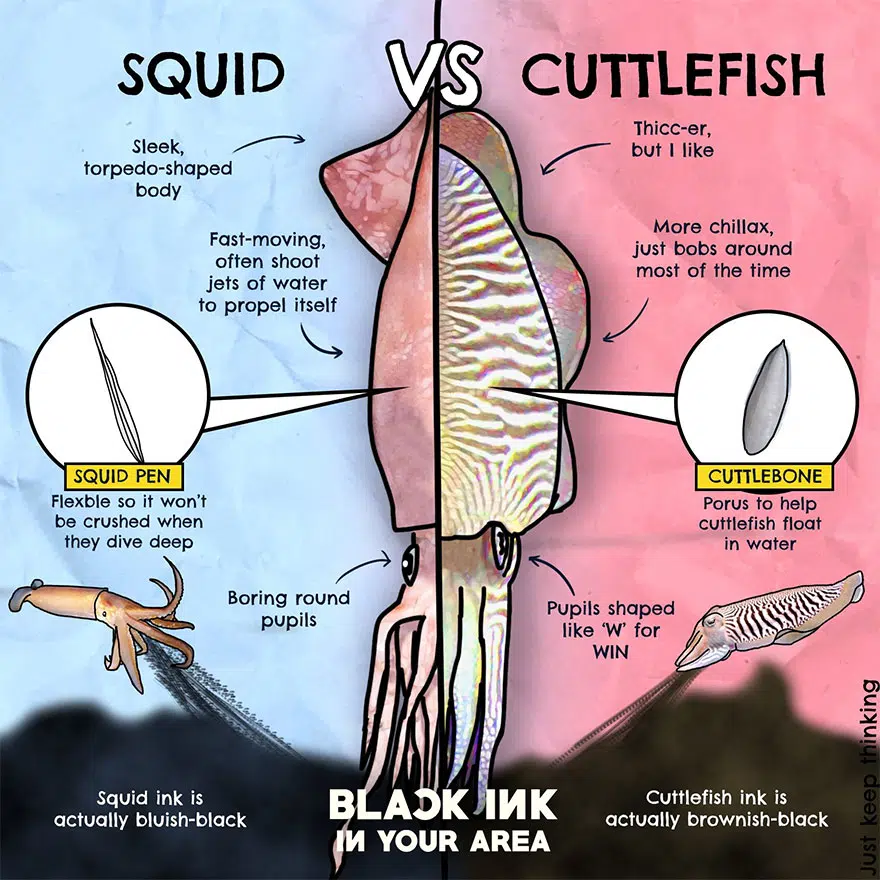 SQUID
VS
CUTTLEFISH
Sleek,
torpedo-shaped
body
Thicc-er,
but I like
Fast-moving,
often shoot
jets of water
to propel itself
More chillax,
just bobs around
most of the time
SQUID PEN
Flexble so it won't
be crushed when
they dive deep
CUTTLEBONE
Porus to help
cuttlefish float
in water
Boring round
pupils
Pupils shaped
like 'W' for
WIN
Squid ink is
actually bluish-black
BLACK INK
IN YOUR AREA
Cuttlefish ink is
actually brownish-black
Just keep thinking